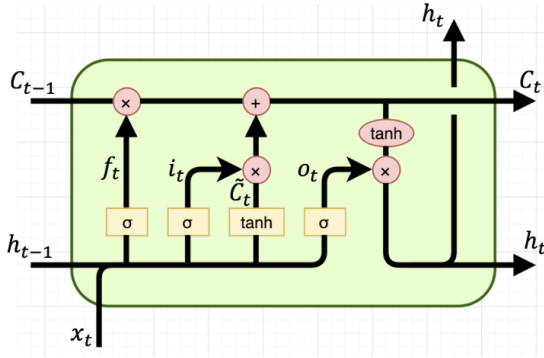 h_t
C_{t-1} × + C_t
tanh
f_t i_t × o_t ×
C̃_t
σ σ tanh σ
h_{t-1} h_t
x_t